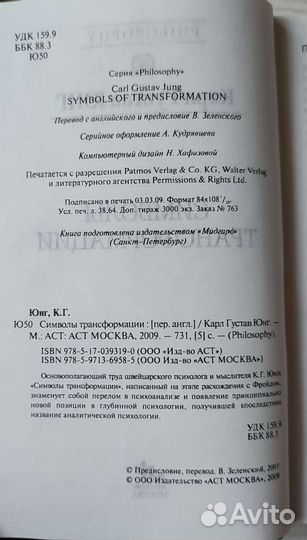 УДК 159.9
ББК 88.3
Ю50
PHILOSOPHY
Серия «Philosophy»
Carl Gustav Jung
SYMBOLS OF TRANSFORMATION
Перевод с английского и предисловие В. Зеленского
Серийное оформление А. Кудрявцева
Компьютерный дизайн Н. Хафизовой
Печатается с разрешения Patmos Verlag & Co. KG, Walter Verlag
и литературного агентства Permissions & Rights Ltd.
Подписано в печать 03.03.09. Формат 84х108 1/32.
Усл. печ. л. 38,64. Доп. тираж 3000 экз. Заказ № 763
Книга подготовлена издательством «Мидгард»
(Санкт-Петербург)
Юнг, К.Г.
Ю50 Символы трансформации : [пер. англ.] / Карл Густав Юнг. —
М.: АСТ: АСТ МОСКВА, 2009. — 731, [5] с. — (Philosophy).
ISBN 978-5-17-039319-0 (ООО «Изд-во АСТ»)
ISBN 978-5-9713-6958-5 (ООО Изд-во «АСТ МОСКВА»)
Основополагающий труд швейцарского психолога и мыслителя К.Г. Юнга
«Символы трансформации», написанный на этапе расхождения с Фрейдом,
знаменует собой перелом в психоанализе и появление принципиально
новой позиции в глубинной психологии, получившей впоследствии
название аналитической психологии.
УДК 159.9
ББК 88.3
© Предисловие, перевод. В. Зеленский, 2007
© ООО Издательство «АСТ МОСКВА», 2009
Avito